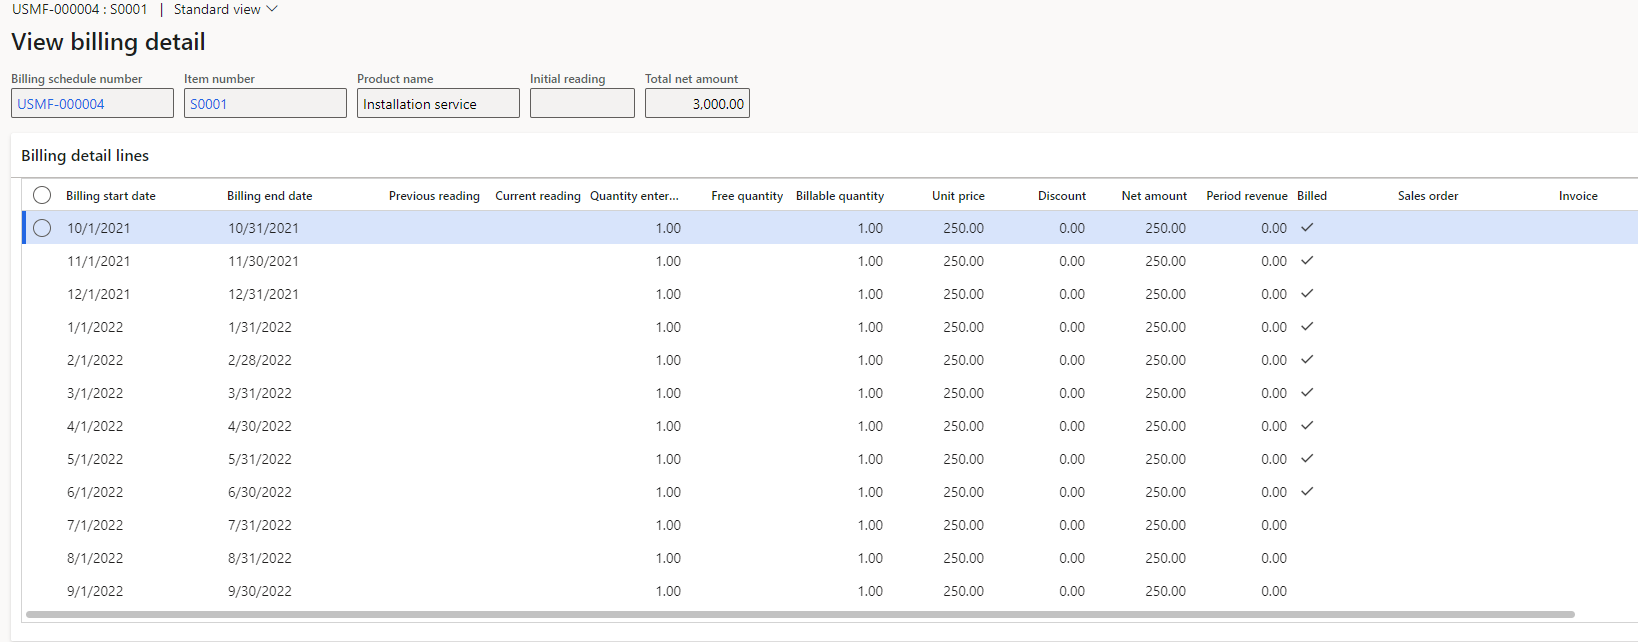 USMF-000004 : S0001 | Standard view
View billing detail
Billing schedule number Item number Product name Initial reading Total net amount
USMF-000004 S0001 Installation service 3,000.00
Billing detail lines
Billing start date Billing end date Previous reading Current reading Quantity enter... Free quantity Billable quantity Unit price Discount Net amount Period revenue Billed Sales order Invoice
10/1/2021 10/31/2021 1.00 1.00 250.00 0.00 250.00 0.00
11/1/2021 11/30/2021 1.00 1.00 250.00 0.00 250.00 0.00
12/1/2021 12/31/2021 1.00 1.00 250.00 0.00 250.00 0.00
1/1/2022 1/31/2022 1.00 1.00 250.00 0.00 250.00 0.00
2/1/2022 2/28/2022 1.00 1.00 250.00 0.00 250.00 0.00
3/1/2022 3/31/2022 1.00 1.00 250.00 0.00 250.00 0.00
4/1/2022 4/30/2022 1.00 1.00 250.00 0.00 250.00 0.00
5/1/2022 5/31/2022 1.00 1.00 250.00 0.00 250.00 0.00
6/1/2022 6/30/2022 1.00 1.00 250.00 0.00 250.00 0.00
7/1/2022 7/31/2022 1.00 1.00 250.00 0.00 250.00 0.00
8/1/2022 8/31/2022 1.00 1.00 250.00 0.00 250.00 0.00
9/1/2022 9/30/2022 1.00 1.00 250.00 0.00 250.00 0.00